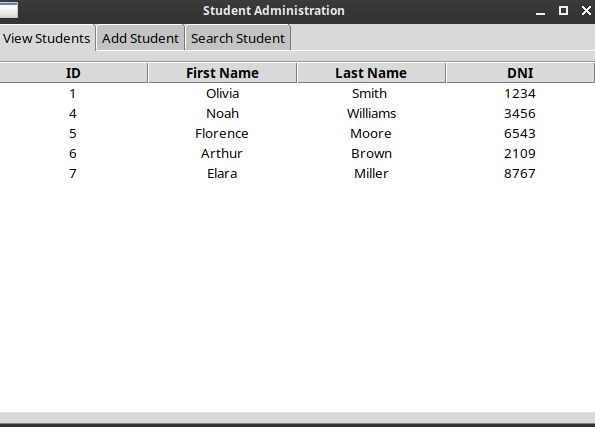 Student Administration
View Students Add Student Search Student
ID First Name Last Name DNI
1 Olivia Smith 1234
4 Noah Williams 3456
5 Florence Moore 6543
6 Arthur Brown 2109
7 Elara Miller 8767